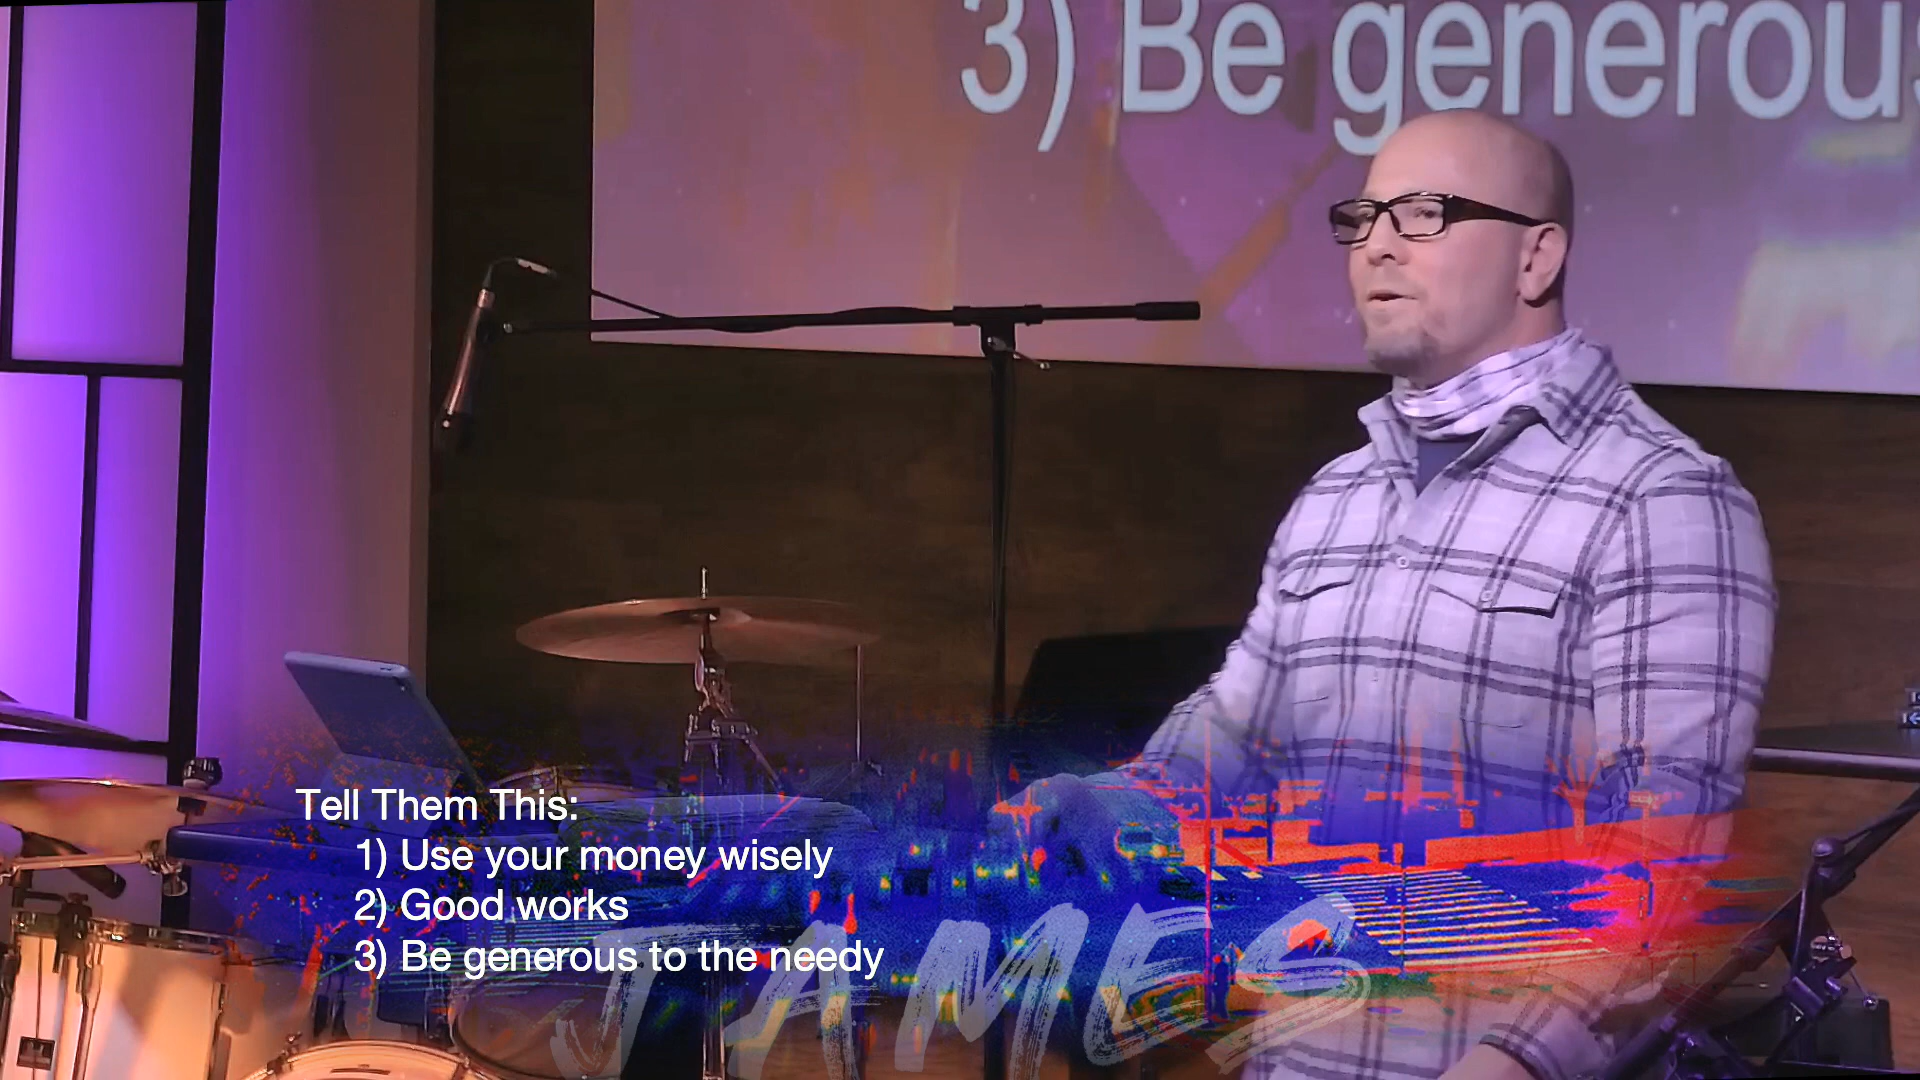 3) Be generous
Tell Them This:
1) Use your money wisely
2) Good works
3) Be generous to the needy
JAMES